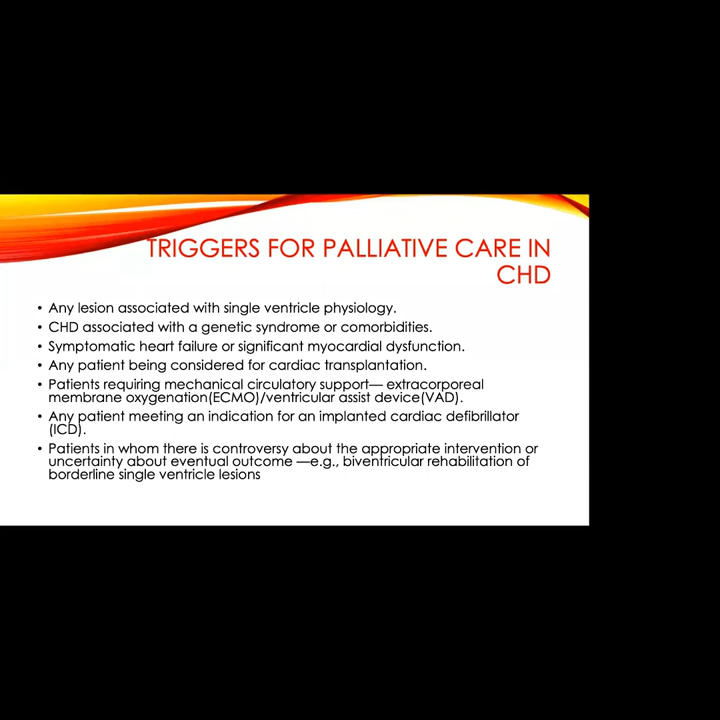 TRIGGERS FOR PALLIATIVE CARE IN
CHD
• Any lesion associated with single ventricle physiology.
• CHD associated with a genetic syndrome or comorbidities.
• Symptomatic heart failure or significant myocardial dysfunction.
• Any patient being considered for cardiac transplantation.
• Patients requiring mechanical circulatory support— extracorporeal
membrane oxygenation(ECMO)/ventricular assist device(VAD).
• Any patient meeting an indication for an implanted cardiac defibrillator
(ICD).
• Patients in whom there is controversy about the appropriate intervention or
uncertainty about eventual outcome —e.g., biventricular rehabilitation of
borderline single ventricle lesions